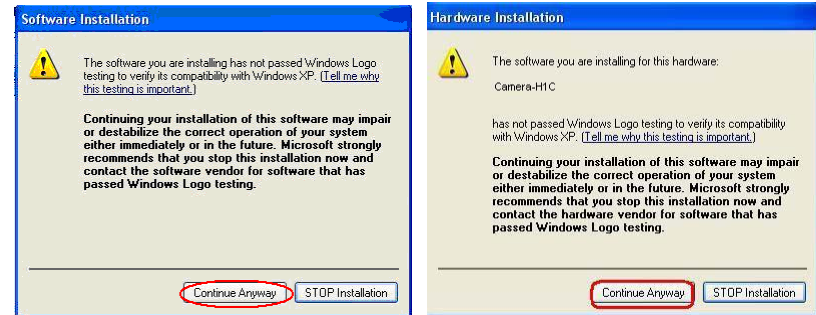 Software Installation
The software you are installing has not passed Windows Logo
testing to verify its compatibility with Windows XP. (Tell me why
this testing is important.)
Continuing your installation of this software may impair
or destabilize the correct operation of your system
either immediately or in the future. Microsoft strongly
recommends that you stop this installation now and
contact the software vendor for software that has
passed Windows Logo testing.
Continue Anyway
STOP Installation
Hardware Installation
The software you are installing for this hardware:
Camera-H1C
has not passed Windows Logo testing to verify its compatibility
with Windows XP. (Tell me why this testing is important.)
Continuing your installation of this software may impair
or destabilize the correct operation of your system
either immediately or in the future. Microsoft strongly
recommends that you stop this installation now and
contact the hardware vendor for software that has
passed Windows Logo testing.
Continue Anyway
STOP Installation